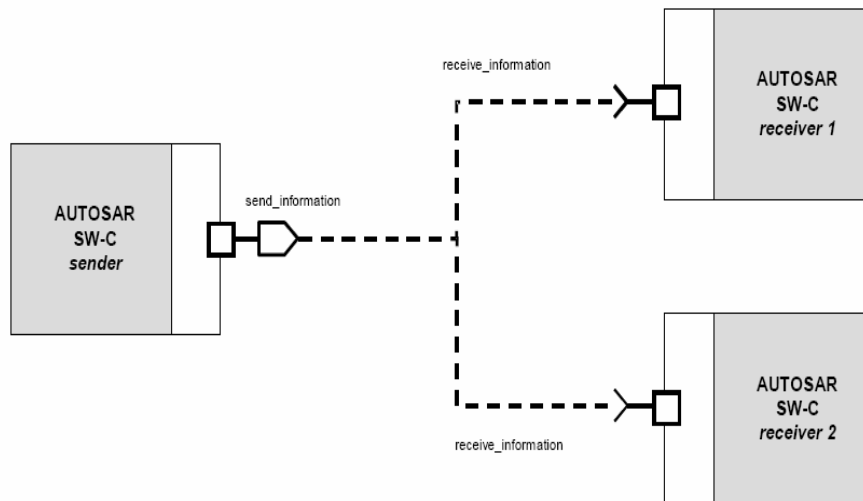 receive_information
AUTOSAR
SW-C
receiver 1
send_information
AUTOSAR
SW-C
sender
AUTOSAR
SW-C
receiver 2
receive_information